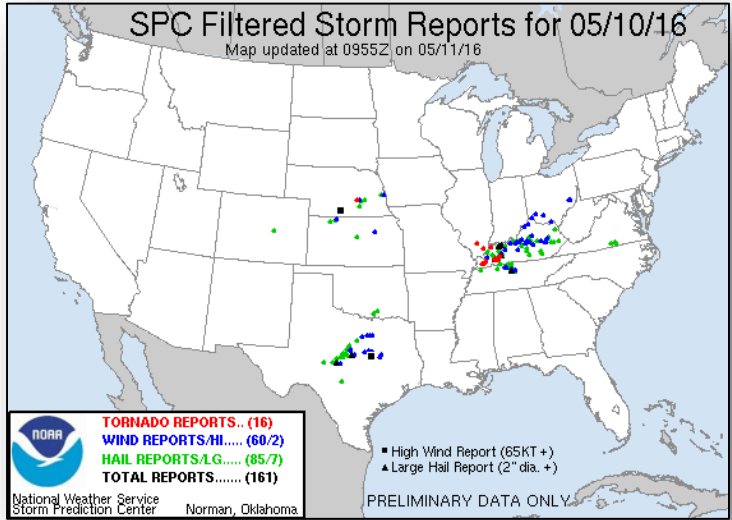 SPC Filtered Storm Reports for 05/10/16
Map updated at 0955Z on 05/11/16
NOAA
TORNADO REPORTS.. (16)
WIND REPORTS/HI..... (60/2)
HAIL REPORTS/LG..... (85/7)
TOTAL REPORTS....... (161)
National Weather Service
Storm Prediction Center Norman, Oklahoma
High Wind Report (65KT +)
Large Hail Report (2" dia. +)
PRELIMINARY DATA ONLY